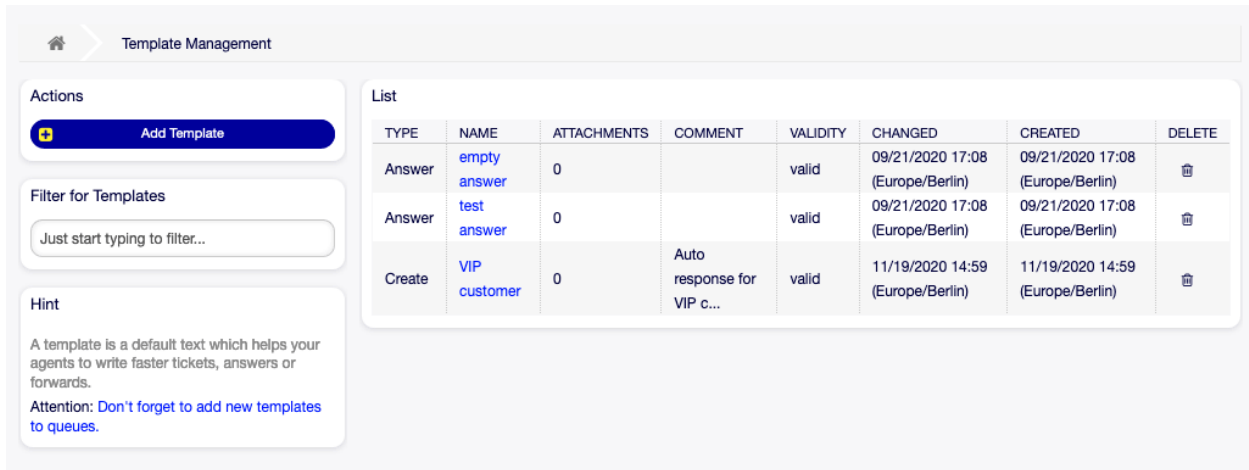 Template Management
Actions
Add Template
Filter for Templates
Just start typing to filter...
Hint
A template is a default text which helps your
agents to write faster tickets, answers or
forwards.
Attention: Don't forget to add new templates
to queues.
List
TYPE NAME ATTACHMENTS COMMENT VALIDITY CHANGED CREATED DELETE
Answer empty answer 0 valid 09/21/2020 17:08 (Europe/Berlin) 09/21/2020 17:08 (Europe/Berlin)
Answer test answer 0 valid 09/21/2020 17:08 (Europe/Berlin) 09/21/2020 17:08 (Europe/Berlin)
Create VIP customer 0 Auto response for VIP c... valid 11/19/2020 14:59 (Europe/Berlin) 11/19/2020 14:59 (Europe/Berlin)